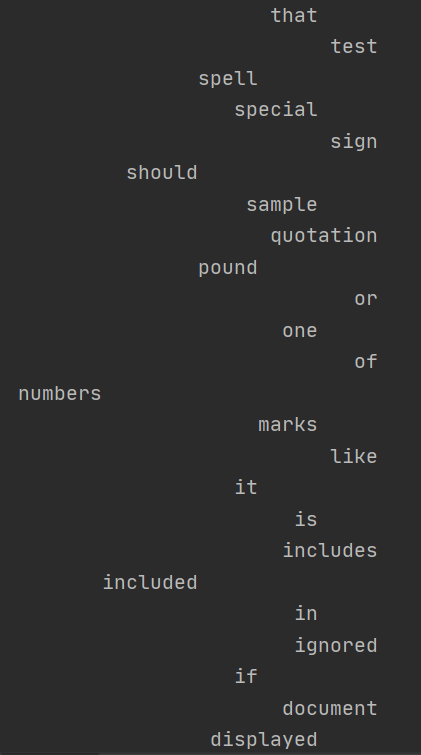 that
test
spell
special
sign
should
sample
quotation
pound
or
one
of
numbers
marks
like
it
is
includes
included
in
ignored
if
document
displayed